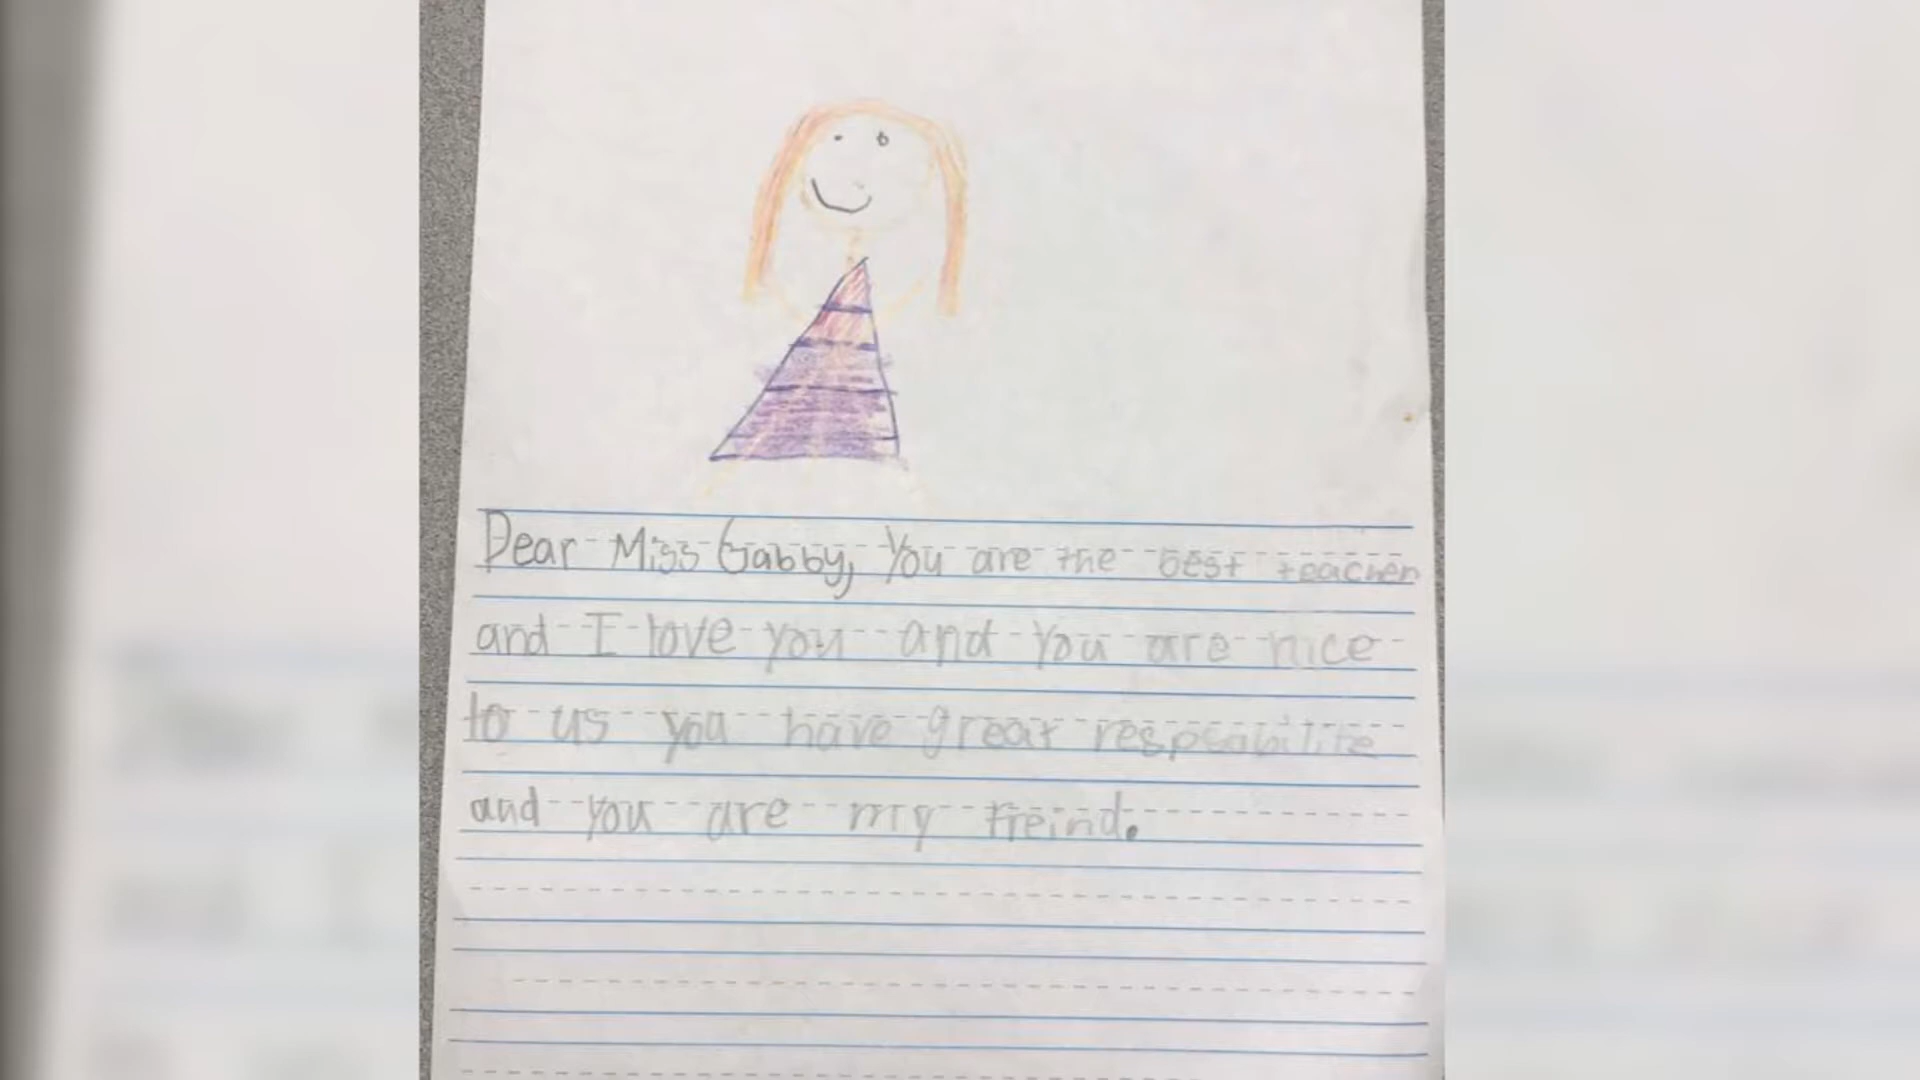 Dear Miss Gabby, You are the best teacher
and I love you and you are nice
to us you have great
and you are my freind.